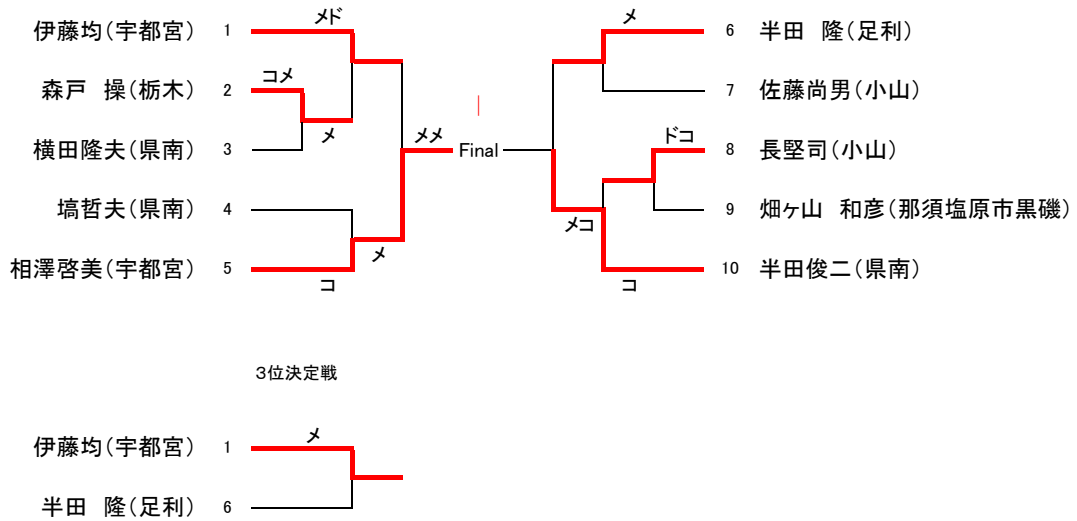 メド
メ
伊藤均(宇都宮) 1
6 半田 隆(足利)
コメ
森戸 操(栃木) 2
7 佐藤尚男(小山)
メ
メメ
ドコ
横田隆夫(県南) 3
Final
8 長堅司(小山)
塙哲夫(県南) 4
9 畑ヶ山 和彦(那須塩原市黒磯)
メ
メコ
相澤啓美(宇都宮) 5
10 半田俊二(県南)
コ
コ
3位決定戦
メ
伊藤均(宇都宮) 1
半田 隆(足利) 6